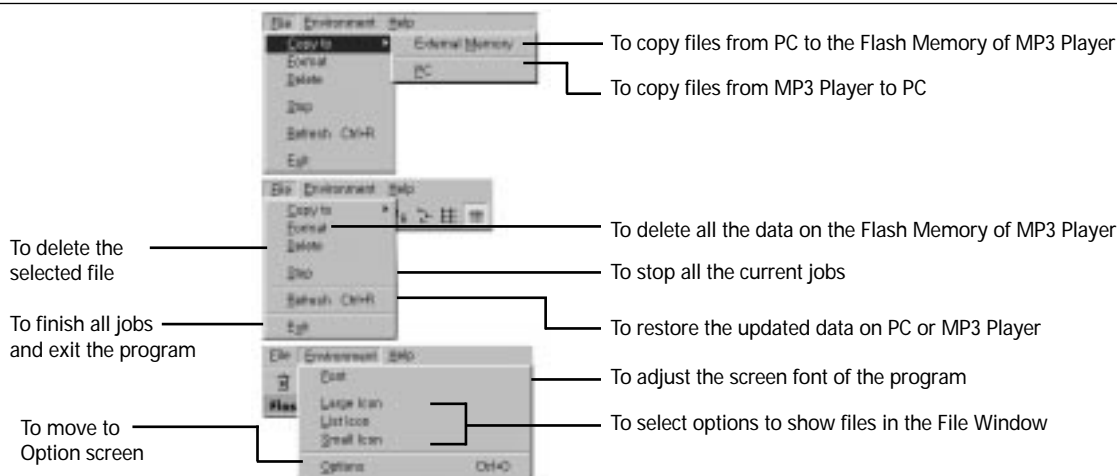 File Environment Help
Copy to
External Memory
To copy files from PC to the Flash Memory of MP3 Player
Format
PC
To copy files from MP3 Player to PC
Delete
Stop
Refresh Ctrl+R
Exit
File Environment Help
Copy to
Format
To delete all the data on the Flash Memory of MP3 Player
Delete
To delete the
selected file
Stop
To stop all the current jobs
Refresh Ctrl+R
To restore the updated data on PC or MP3 Player
Exit
To finish all jobs
and exit the program
File Environment Help
Font
To adjust the screen font of the program
Large Icon
List Icon
Small Icon
To select options to show files in the File Window
Options Ctrl+O
To move to
Option screen